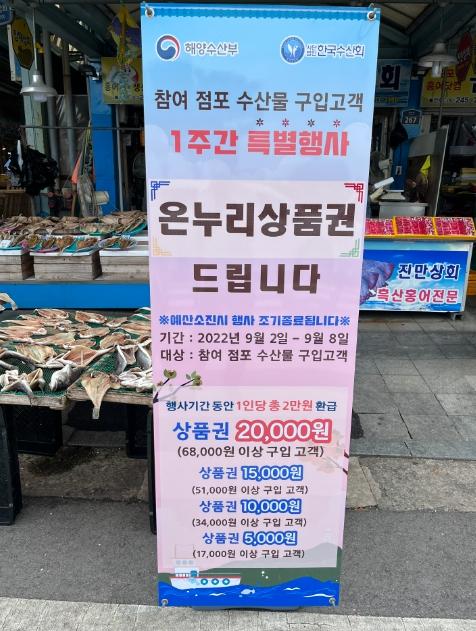 해양수산부
사단법인 한국수산회
참여 점포 수산물 구입고객
1주간 특별행사
온누리상품권
드립니다
※예산소진시 행사 조기종료됩니다※
기간 : 2022년 9월 2일 – 9월 8일
대상 : 참여 점포 수산물 구입고객
행사기간 동안 1인당 총 2만원 환급
상품권 20,000원
(68,000원 이상 구입 고객)
상품권 15,000원
(51,000원 이상 구입 고객)
상품권 10,000원
(34,000원 이상 구입 고객)
상품권 5,000원
(17,000원 이상 구입 고객)
진만상회
흑산홍어전문
267